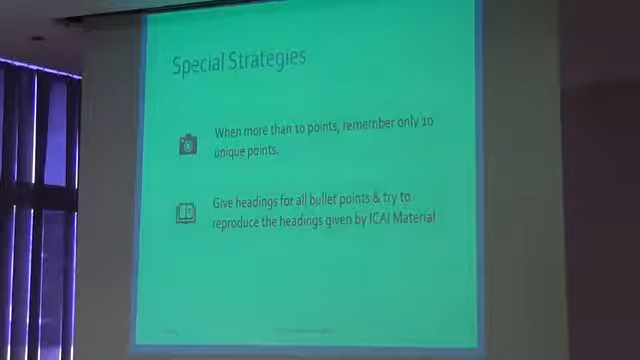 Special Strategies
When more than 10 points, remember only 10
unique points.
Give headings for all bullet points & try to
reproduce the headings given by ICAI Material